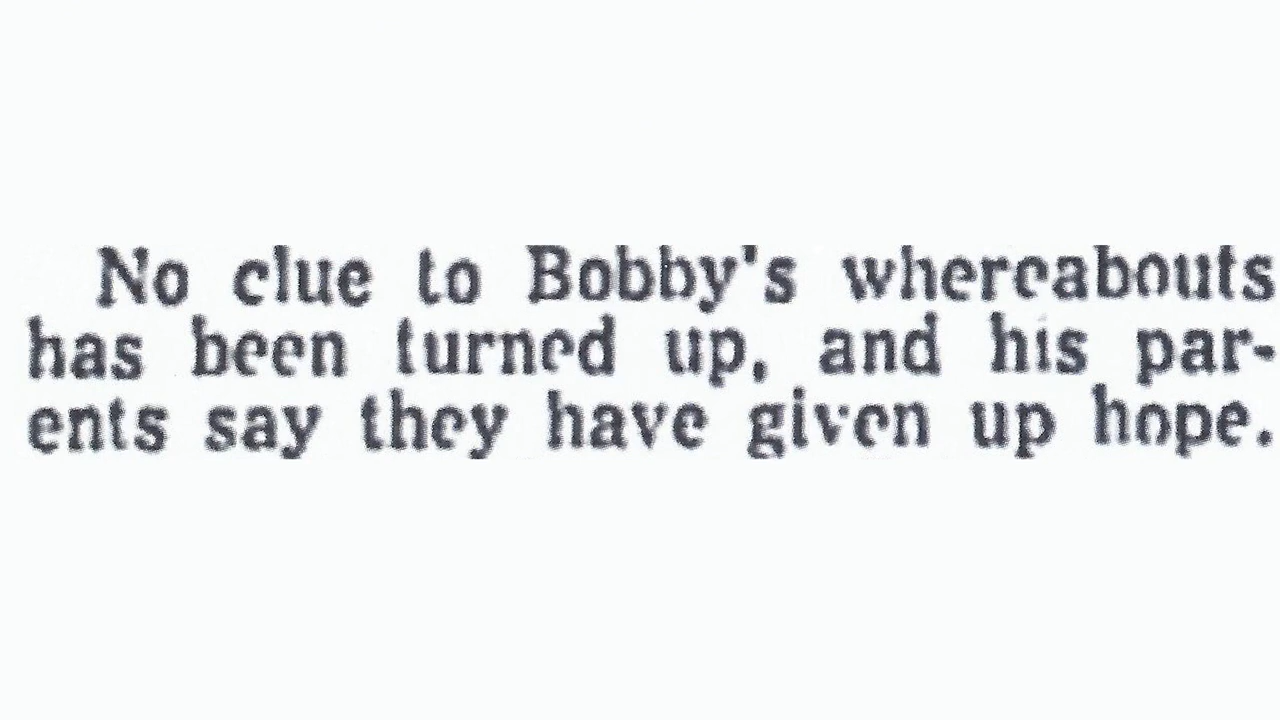 No clue to Bobby's whereabouts
has been turned up, and his par-
ents say they have given up hope.